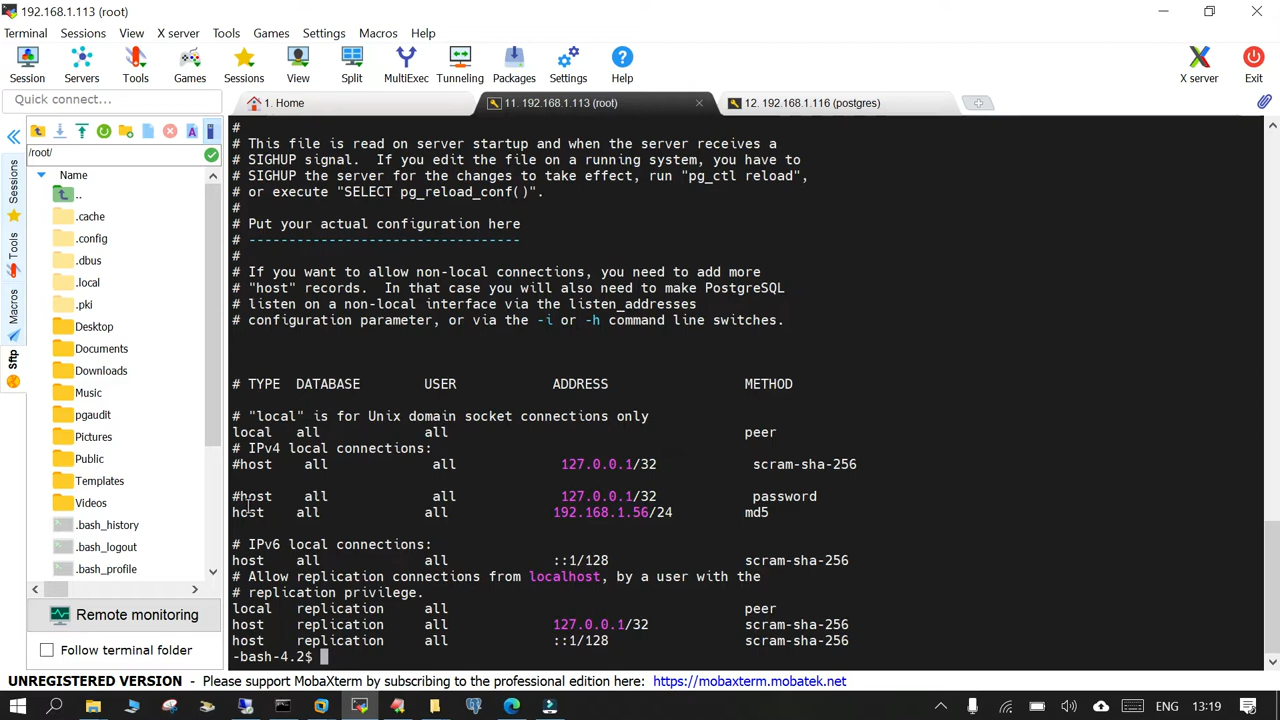 192.168.1.113 (root)
Terminal Sessions View X server Tools Games Settings Macros Help
Session Servers Tools Games Sessions View Split MultiExec Tunneling Packages Settings Help X server Exit
Quick connect...
1. Home
11. 192.168.1.113 (root)
12. 192.168.1.116 (postgres)
/root/
Name
..
.cache
.config
.dbus
.local
.pki
Desktop
Documents
Downloads
Music
pgaudit
Pictures
Public
Templates
Videos
.bash_history
.bash_logout
.bash_profile
Sessions
Tools
Macros
Sftp
Remote monitoring
Follow terminal folder
#
# This file is read on server startup and when the server receives a
# SIGHUP signal.  If you edit the file on a running system, you have to
# SIGHUP the server for the changes to take effect, run "pg_ctl reload",
# or execute "SELECT pg_reload_conf()".
#
# Put your actual configuration here
# ----------------------------------
#
# If you want to allow non-local connections, you need to add more
# "host" records.  In that case you will also need to make PostgreSQL
# listen on a non-local interface via the listen_addresses
# configuration parameter, or via the -i or -h command line switches.
# TYPE  DATABASE        USER            ADDRESS                 METHOD
# "local" is for Unix domain socket connections only
local   all             all                                     peer
# IPv4 local connections:
#host    all             all             127.0.0.1/32            scram-sha-256
#host    all             all             127.0.0.1/32            password
host    all             all             192.168.1.56/24         md5
# IPv6 local connections:
host    all             all             ::1/128                 scram-sha-256
# Allow replication connections from localhost, by a user with the
# replication privilege.
local   replication     all                                     peer
host    replication     all             127.0.0.1/32            scram-sha-256
host    replication     all             ::1/128                 scram-sha-256
-bash-4.2$
UNREGISTERED VERSION - Please support MobaXterm by subscribing to the professional edition here: https://mobaxterm.mobatek.net
ENG 13:19